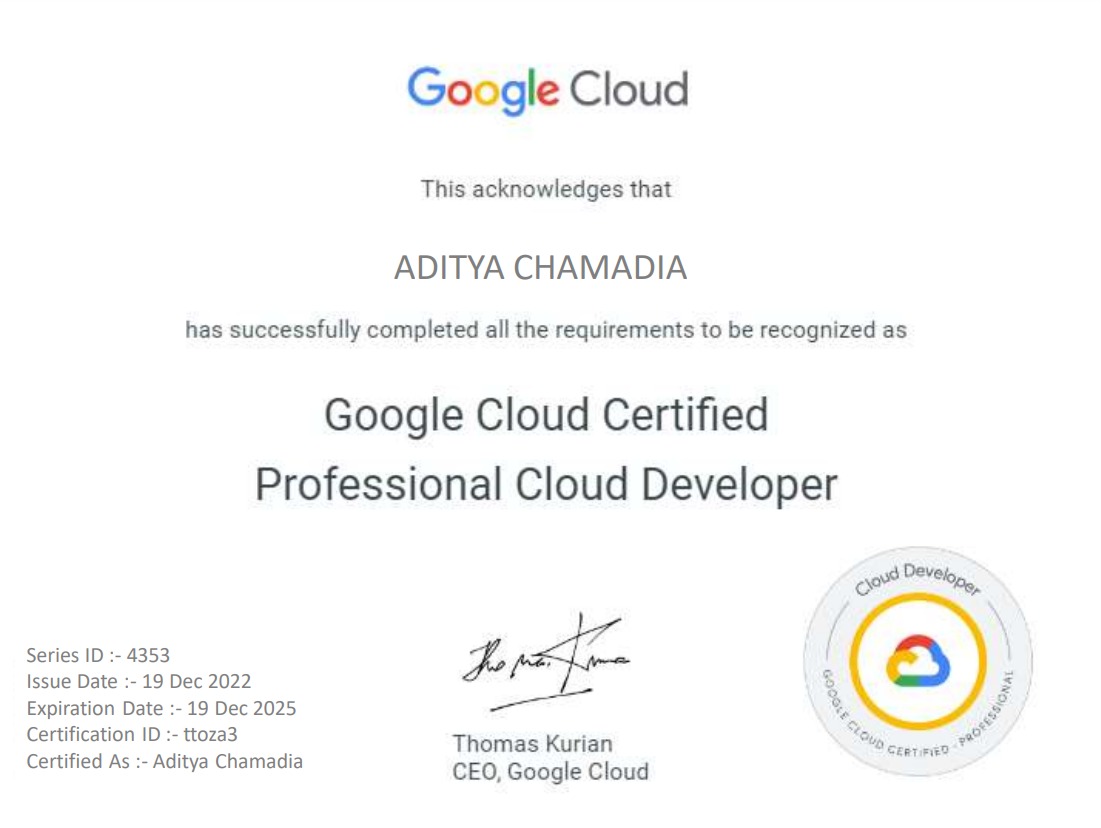 Google Cloud
This acknowledges that
ADITYA CHAMADIA
has successfully completed all the requirements to be recognized as
Google Cloud Certified
Professional Cloud Developer
Series ID :- 4353
Issue Date :- 19 Dec 2022
Expiration Date :- 19 Dec 2025
Certification ID :- ttoza3
Certified As :- Aditya Chamadia
Thomas Kurian
CEO, Google Cloud
Cloud Developer
GOOGLE CLOUD CERTIFIED · PROFESSIONAL